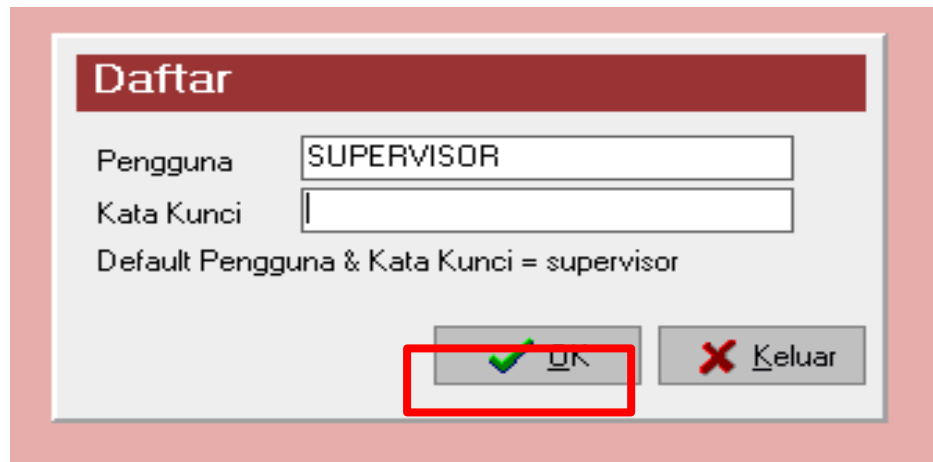 Daftar
Pengguna SUPERVISOR
Kata Kunci
Default Pengguna & Kata Kunci = supervisor
OK Keluar